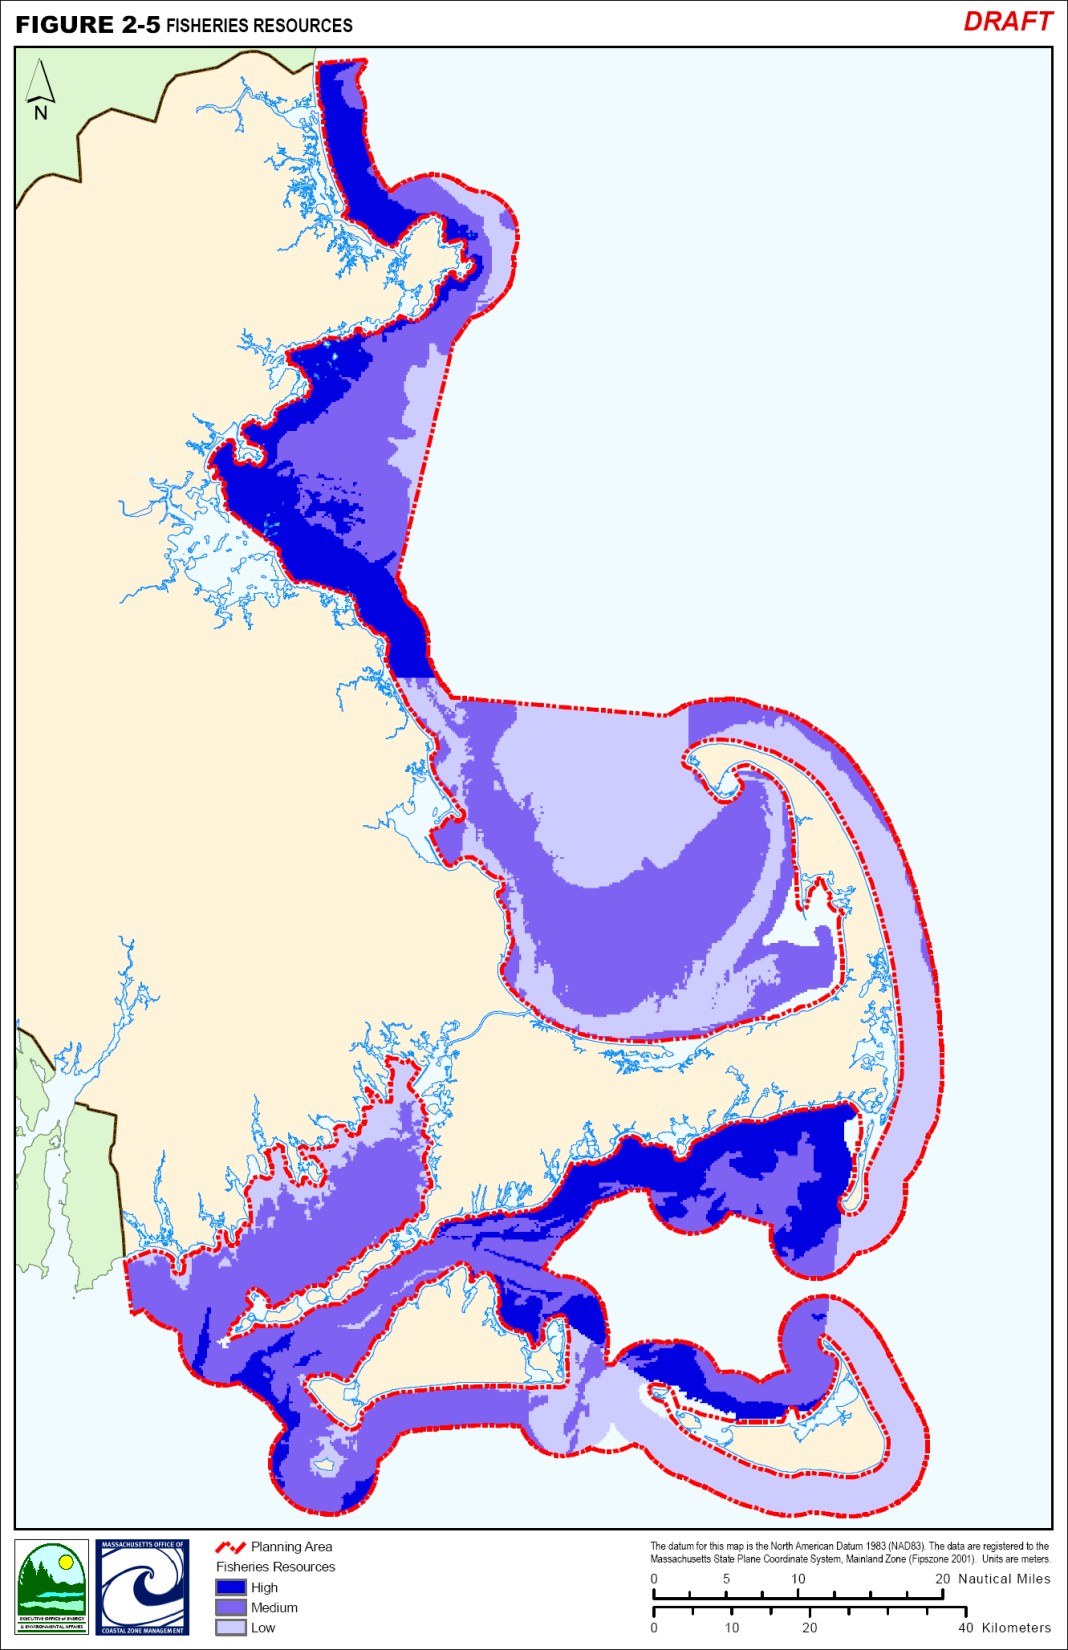 FIGURE 2-5 FISHERIES RESOURCES
DRAFT
N
MASSACHUSETTS OFFICE OF
COASTAL ZONE MANAGEMENT
EXECUTIVE OFFICE of ENERGY
& ENVIRONMENTAL AFFAIRS
Planning Area
Fisheries Resources
High
Medium
Low
The datum for this map is the North American Datum 1983 (NAD83). The data are registered to the
Massachusetts State Plane Coordinate System, Mainland Zone (Fipszone 2001). Units are meters.
0 5 10 20 Nautical Miles
0 10 20 40 Kilometers